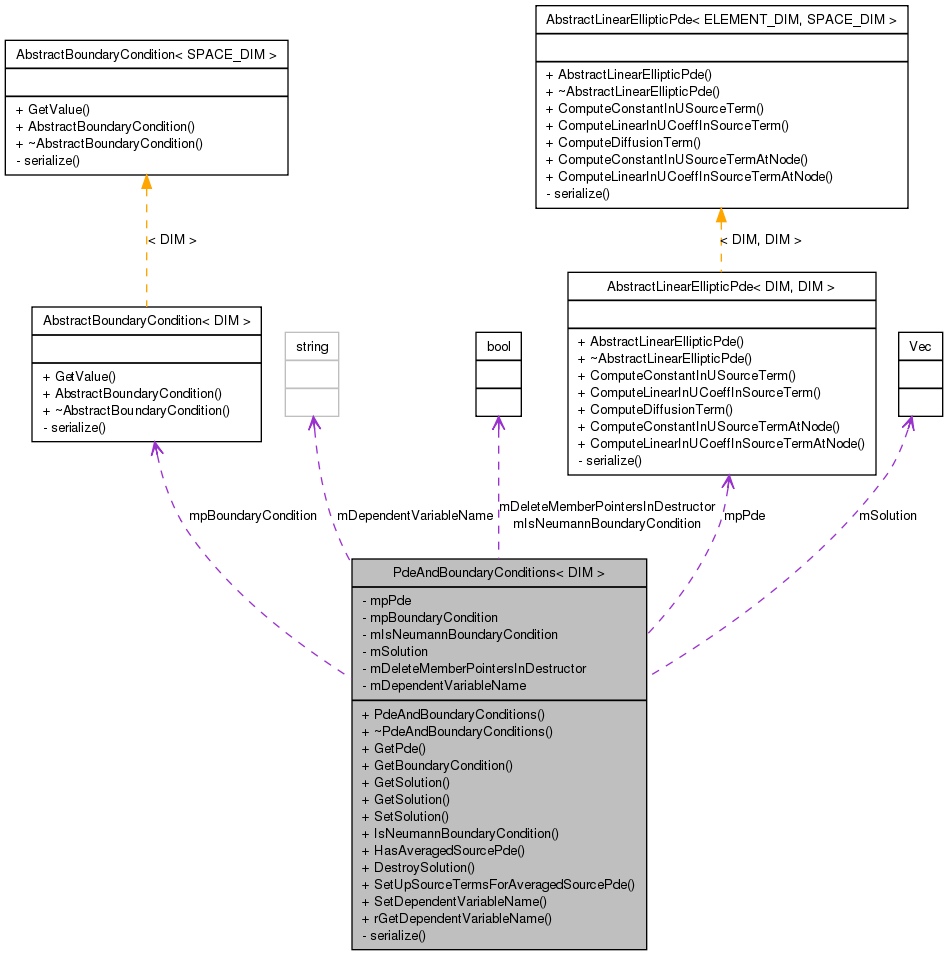 AbstractBoundaryCondition< SPACE_DIM >
+ GetValue()
+ AbstractBoundaryCondition()
+ ~AbstractBoundaryCondition()
- serialize()
AbstractLinearEllipticPde< ELEMENT_DIM, SPACE_DIM >
+ AbstractLinearEllipticPde()
+ ~AbstractLinearEllipticPde()
+ ComputeConstantInUSourceTerm()
+ ComputeLinearInUCoeffInSourceTerm()
+ ComputeDiffusionTerm()
+ ComputeConstantInUSourceTermAtNode()
+ ComputeLinearInUCoeffInSourceTermAtNode()
- serialize()
< DIM >
< DIM, DIM >
AbstractBoundaryCondition< DIM >
+ GetValue()
+ AbstractBoundaryCondition()
+ ~AbstractBoundaryCondition()
- serialize()
string
bool
AbstractLinearEllipticPde< DIM, DIM >
+ AbstractLinearEllipticPde()
+ ~AbstractLinearEllipticPde()
+ ComputeConstantInUSourceTerm()
+ ComputeLinearInUCoeffInSourceTerm()
+ ComputeDiffusionTerm()
+ ComputeConstantInUSourceTermAtNode()
+ ComputeLinearInUCoeffInSourceTermAtNode()
- serialize()
Vec
mpBoundaryCondition
mDependentVariableName
mDeleteMemberPointersInDestructor
mIsNeumannBoundaryCondition
mpPde
mSolution
PdeAndBoundaryConditions< DIM >
- mpPde
- mpBoundaryCondition
- mIsNeumannBoundaryCondition
- mSolution
- mDeleteMemberPointersInDestructor
- mDependentVariableName
+ PdeAndBoundaryConditions()
+ ~PdeAndBoundaryConditions()
+ GetPde()
+ GetBoundaryCondition()
+ GetSolution()
+ GetSolution()
+ SetSolution()
+ IsNeumannBoundaryCondition()
+ HasAveragedSourcePde()
+ DestroySolution()
+ SetUpSourceTermsForAveragedSourcePde()
+ SetDependentVariableName()
+ rGetDependentVariableName()
- serialize()